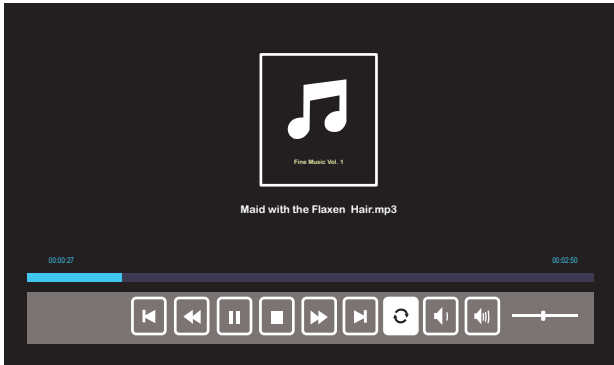 Fine Music Vol. 1
Maid with the Flaxen  Hair.mp3
00:00:27
00:02:50